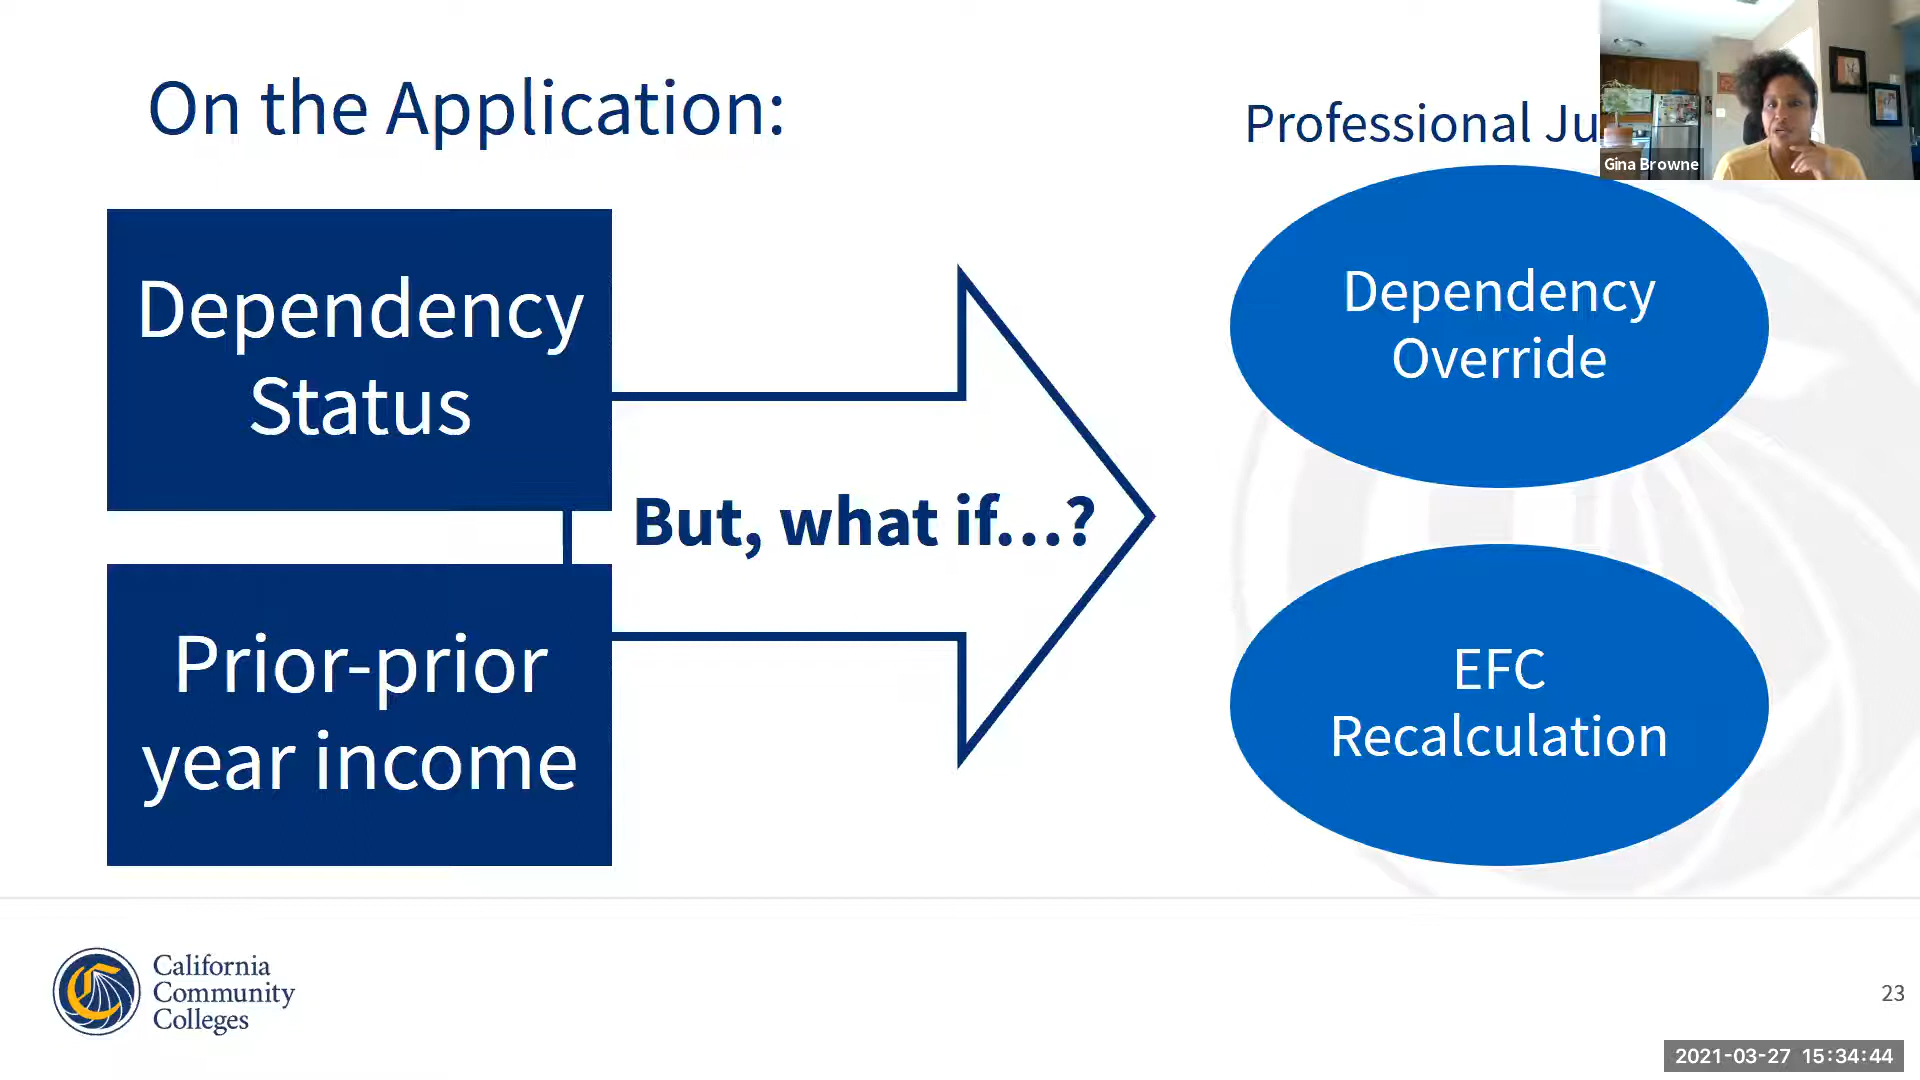 On the Application:
Professional Ju
Gina Browne
Dependency
Status
Dependency
Override
But, what if...?
Prior-prior
year income
EFC
Recalculation
California
Community
Colleges
23
2021-03-27 15:34:44